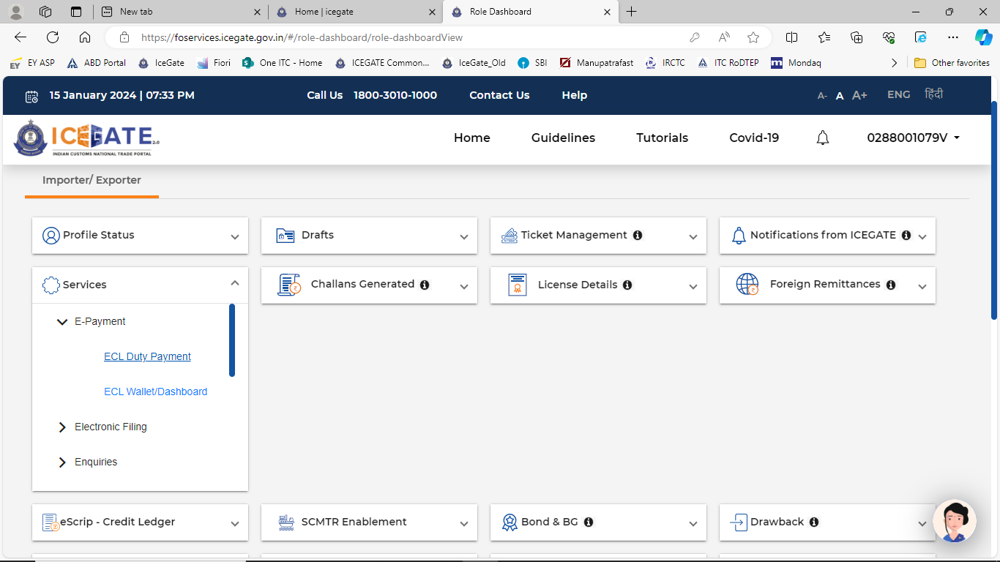 New tab
Home | icegate
Role Dashboard
https://foservices.icegate.gov.in/#/role-dashboard/role-dashboardView
EY
EY ASP
ABD Portal
IceGate
Fiori
One ITC - Home
ICEGATE Common...
IceGate_Old
SBI
Manupatrafast
IRCTC
ITC RoDTEP
Mondaq
Other favorites
15 January 2024 | 07:33 PM
Call Us 1800-3010-1000
Contact Us
Help
A-
A
A+
ENG
हिंदी
ICEGATE 2.0
INDIAN CUSTOMS NATIONAL TRADE PORTAL
Home
Guidelines
Tutorials
Covid-19
0288001079V
Importer/ Exporter
Profile Status
Drafts
Ticket Management
Notifications from ICEGATE
Services
Challans Generated
License Details
Foreign Remittances
E-Payment
ECL Duty Payment
ECL Wallet/Dashboard
Electronic Filing
Enquiries
eScrip - Credit Ledger
SCMTR Enablement
Bond & BG
Drawback